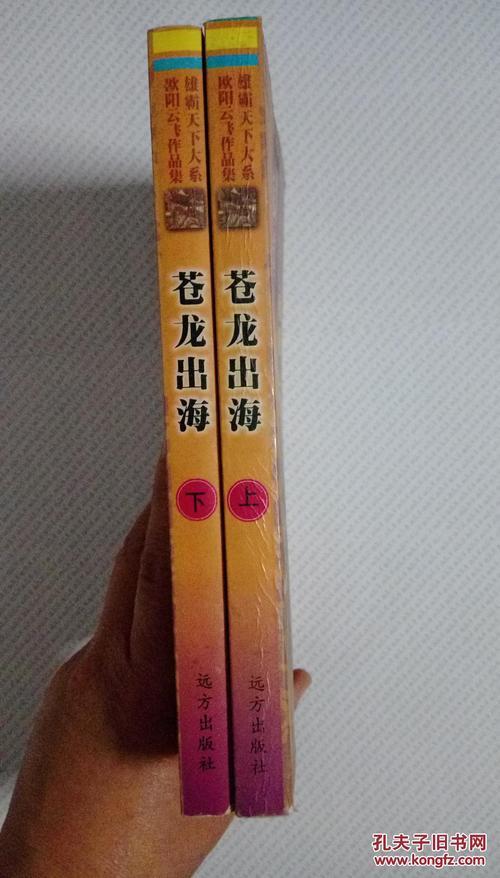 雄霸天下大系
欧阳云飞作品集
苍龙出海
下
远方出版社
雄霸天下大系
欧阳云飞作品集
苍龙出海
上
远方出版社
孔夫子旧书网
www.kongfz.com